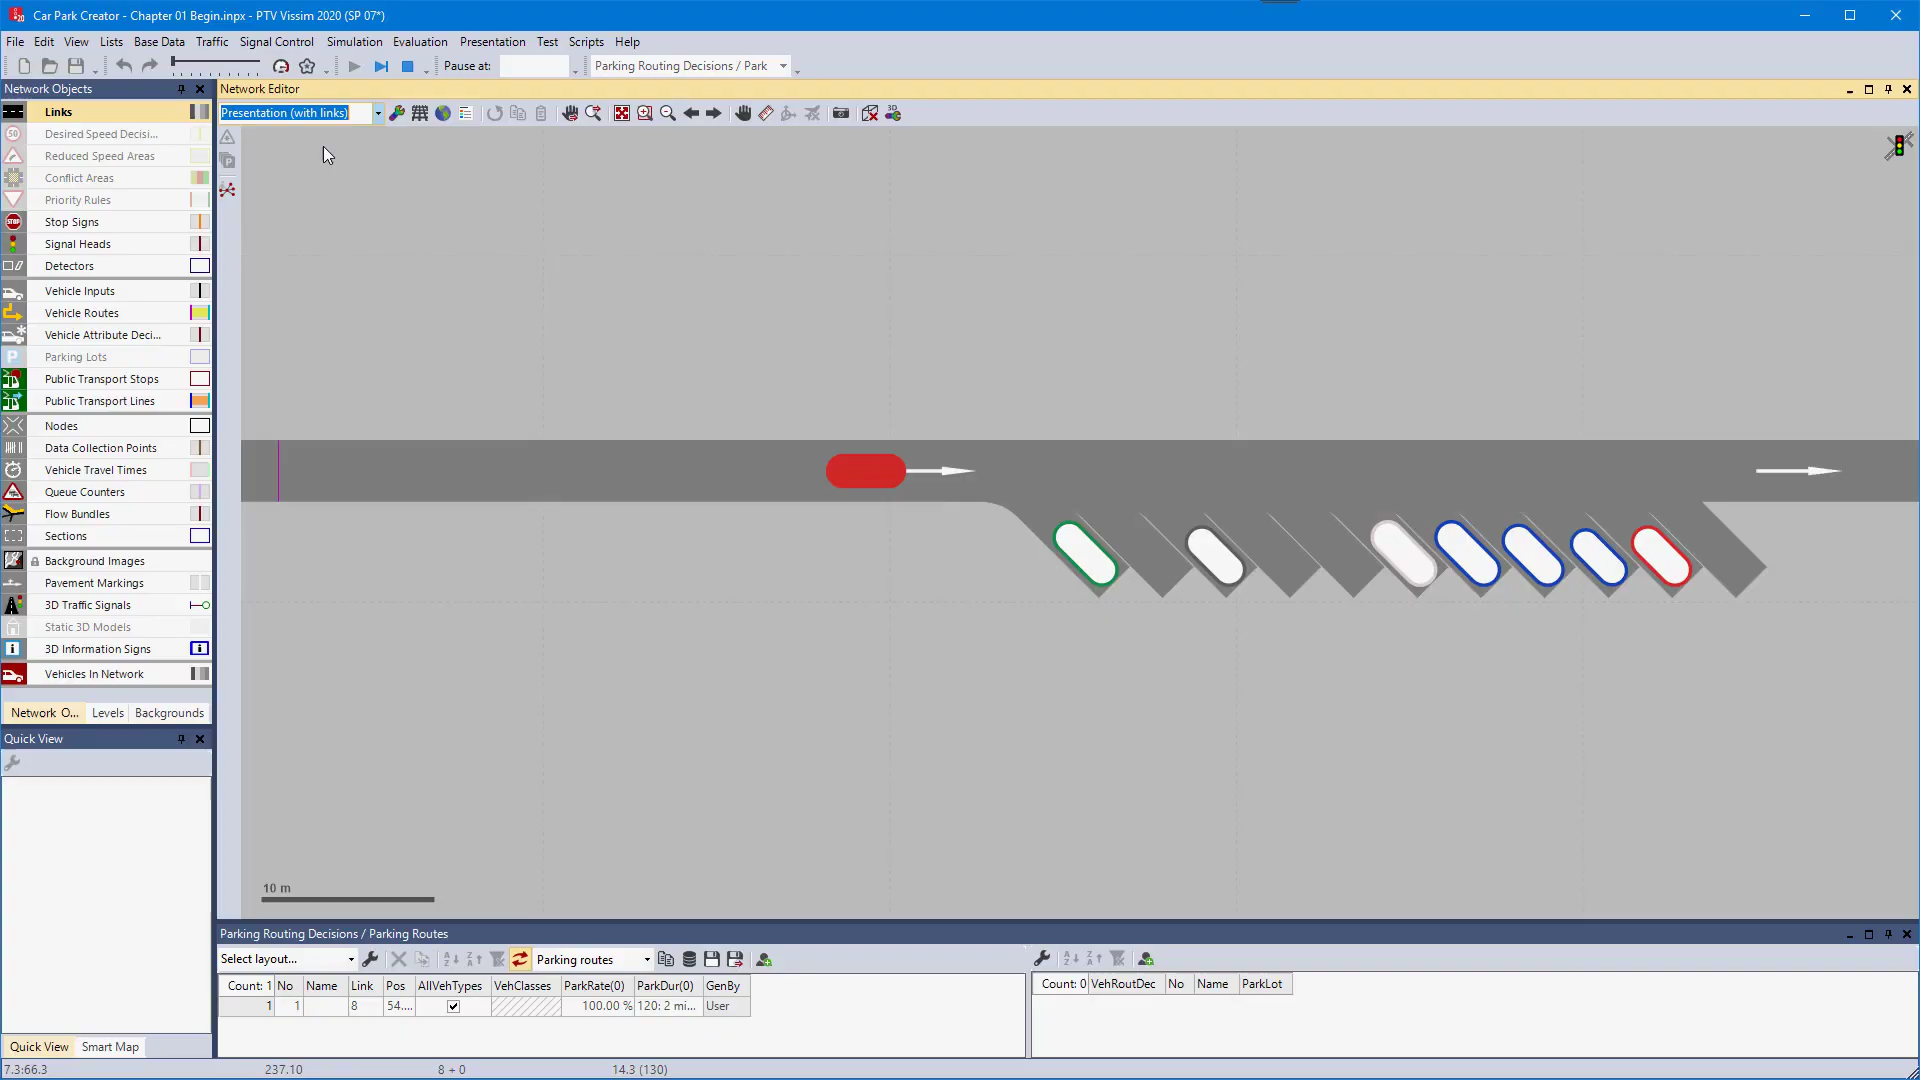 Car Park Creator - Chapter 01 Begin.inpx - PTV Vissim 2020 (SP 07*)
File Edit View Lists Base Data Traffic Signal Control Simulation Evaluation Presentation Test Scripts Help
Pause at: Parking Routing Decisions / Park
Network Objects
Network Editor
Presentation (with links)
Links
50 Desired Speed Decisi...
Reduced Speed Areas
Conflict Areas
Priority Rules
STOP Stop Signs
Signal Heads
Detectors
Vehicle Inputs
Vehicle Routes
Vehicle Attribute Deci...
P Parking Lots
Public Transport Stops
Public Transport Lines
Nodes
Data Collection Points
Vehicle Travel Times
Queue Counters
Flow Bundles
Sections
Background Images
Pavement Markings
3D Traffic Signals
Static 3D Models
3D Information Signs
Vehicles In Network
Network O... Levels Backgrounds
Quick View
10 m
Parking Routing Decisions / Parking Routes
Select layout... Parking routes
Count: 1 No Name Link Pos AllVehTypes VehClasses ParkRate(0) ParkDur(0) GenBy
1 1 8 54.... 100.00 % 120: 2 mi... User
Count: 0 VehRoutDec No Name ParkLot
Quick View Smart Map
7.3:66.3 237.10 8 + 0 14.3 (130)